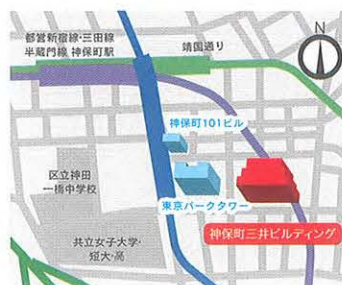 都営新宿線・三田線
半蔵門線 神保町駅
靖国通り
N
神保町101ビル
区立神田
一橋中学校
東京パークタワー
神保町三井ビルディング
共立女子大学・
短大・高